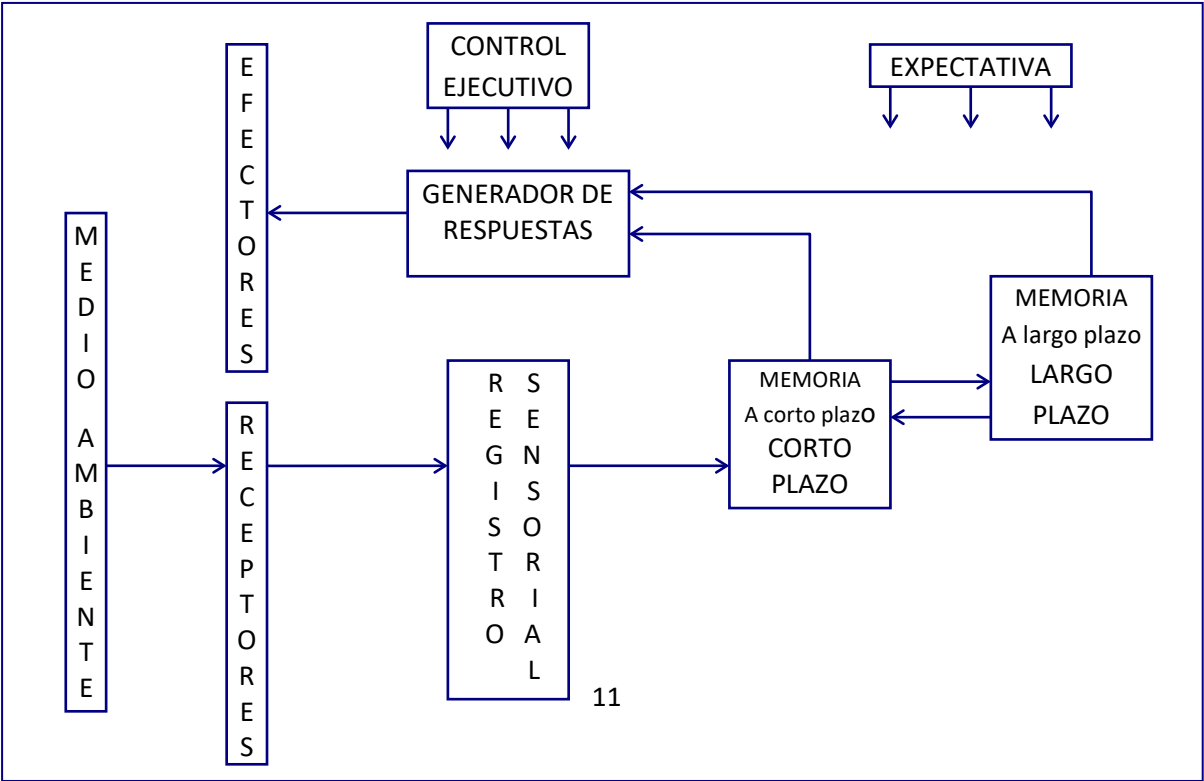 CONTROL
EJECUTIVO
EXPECTATIVA
EFECTORES
GENERADOR DE
RESPUESTAS
MEDIO AMBIENTE
MEMORIA
A largo plazo
LARGO
PLAZO
MEMORIA
A corto plazo
CORTO
PLAZO
REGISTRO
SENSORIAL
RECEPTORES
11